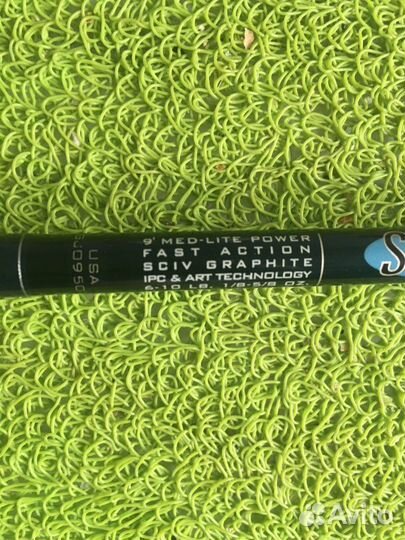 9' MED-LITE POWER
FAST ACTION
SCIV GRAPHITE
IPC & ART TECHNOLOGY
6-10 LB. 1/8-5/8 OZ.
USA
Avito